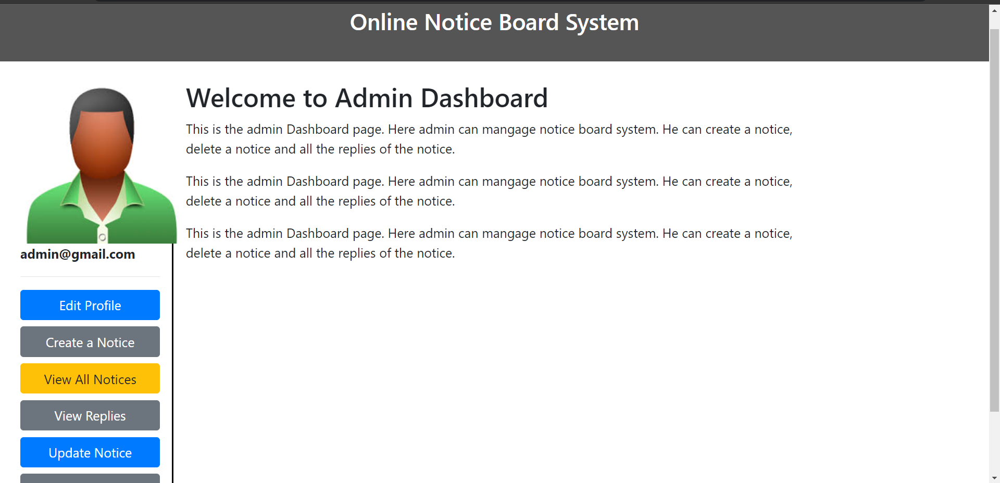 Online Notice Board System
Welcome to Admin Dashboard
This is the admin Dashboard page. Here admin can mangage notice board system. He can create a notice,
delete a notice and all the replies of the notice.
This is the admin Dashboard page. Here admin can mangage notice board system. He can create a notice,
delete a notice and all the replies of the notice.
This is the admin Dashboard page. Here admin can mangage notice board system. He can create a notice,
delete a notice and all the replies of the notice.
admin@gmail.com
Edit Profile
Create a Notice
View All Notices
View Replies
Update Notice